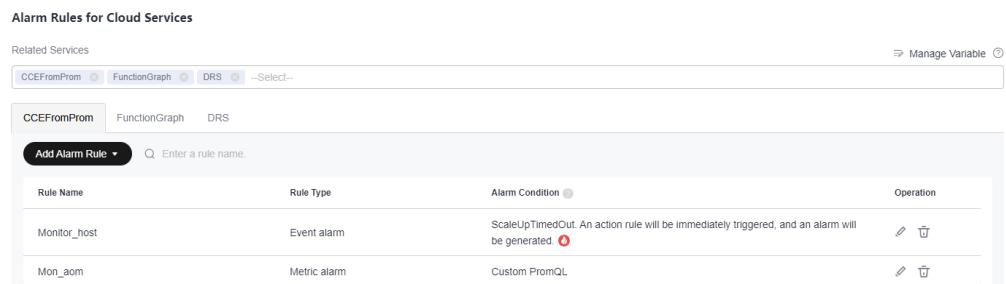 Alarm Rules for Cloud Services
Related Services
Manage Variable
CCEFromProm FunctionGraph DRS --Select--
CCEFromProm FunctionGraph DRS
Add Alarm Rule Enter a rule name.
Rule Name Rule Type Alarm Condition Operation
Monitor_host Event alarm ScaleUpTimedOut. An action rule will be immediately triggered, and an alarm will
be generated.
Mon_aom Metric alarm Custom PromQL